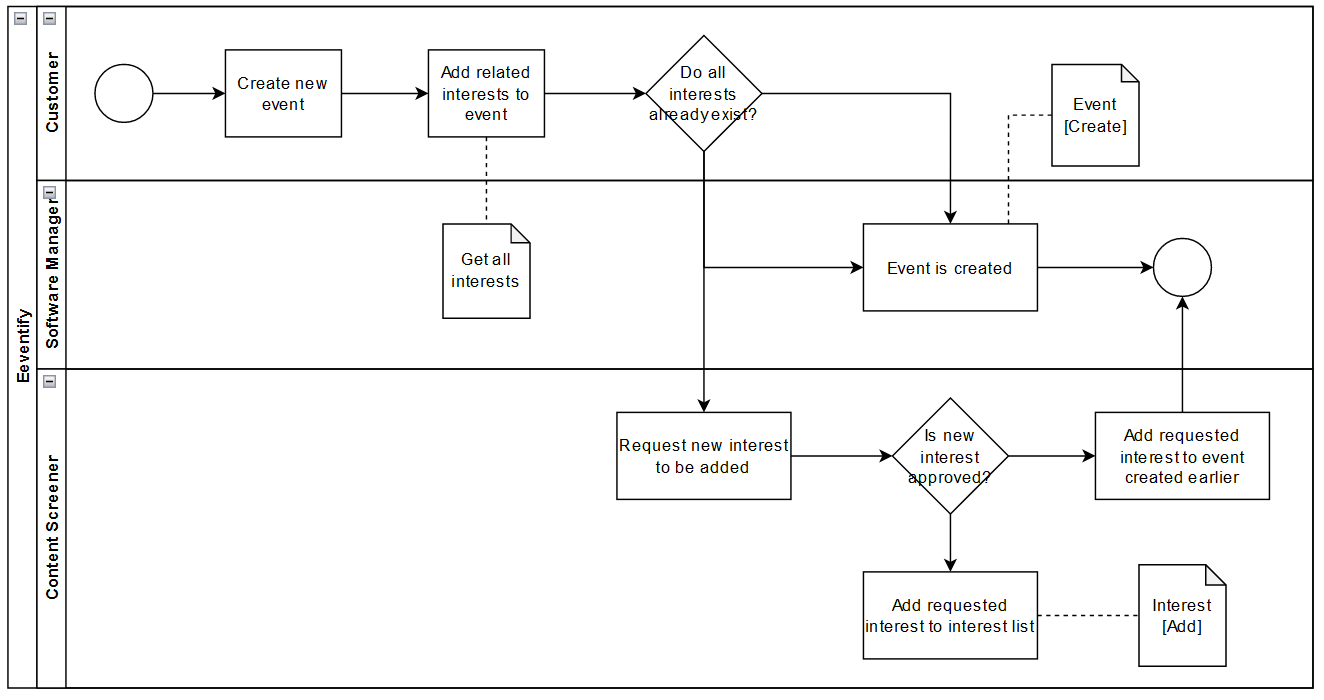 Eeventify
Customer
Create new
event
Add related
interests to
event
Do all
interests
already exist?
Event
[Create]
Software Manager
Get all
interests
Event is created
Content Screener
Request new interest
to be added
Is new
interest
approved?
Add requested
interest to event
created earlier
Add requested
interest to interest list
Interest
[Add]